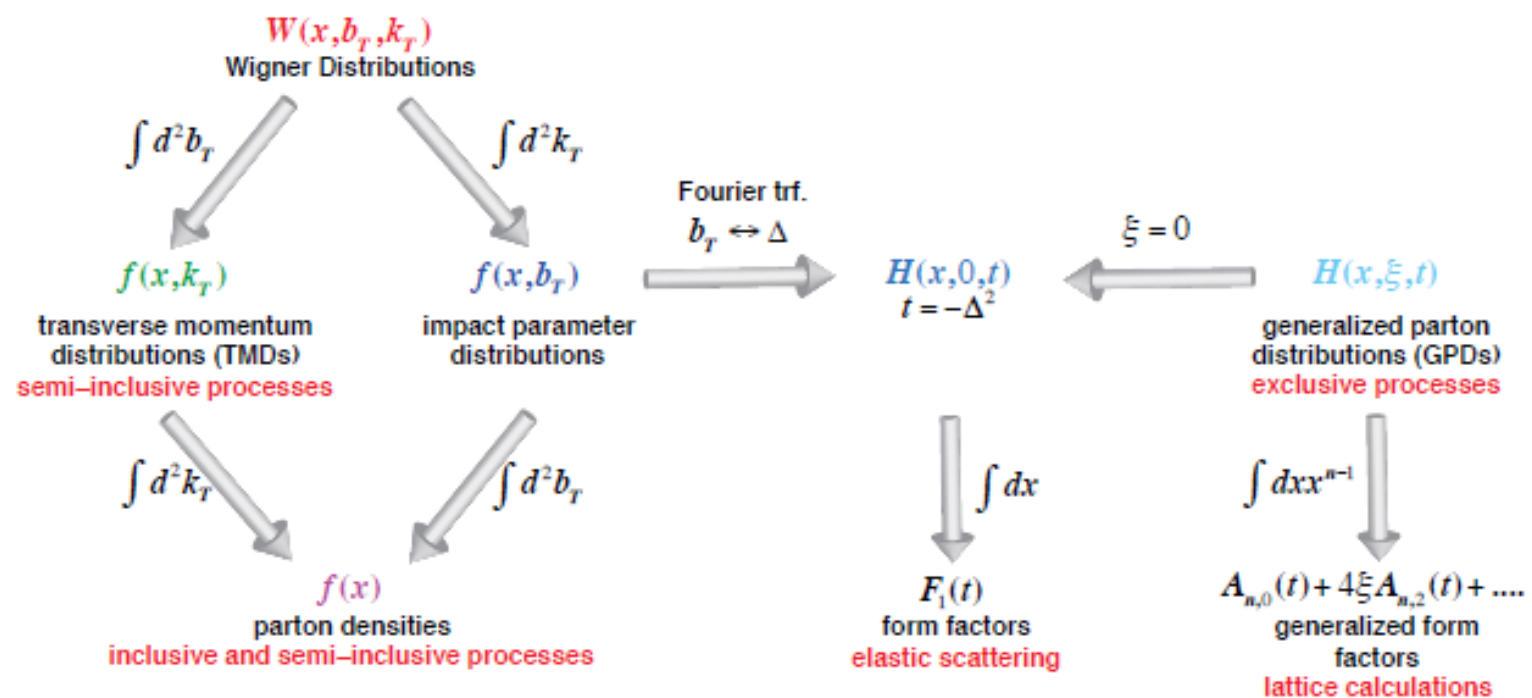 W(x,b_T,k_T)
Wigner Distributions
∫ d²b_T
∫ d²k_T
Fourier trf.
b_T ↔ Δ
ξ = 0
f(x,k_T)
transverse momentum
distributions (TMDs)
semi–inclusive processes
f(x,b_T)
impact parameter
distributions
H(x,0,t)
t = −Δ²
H(x,ξ,t)
generalized parton
distributions (GPDs)
exclusive processes
∫ d²k_T
∫ d²b_T
∫ dx
∫ dxx^{n−1}
f(x)
parton densities
inclusive and semi–inclusive processes
F₁(t)
form factors
elastic scattering
A_{n,0}(t) + 4ξA_{n,2}(t) + ....
generalized form
factors
lattice calculations